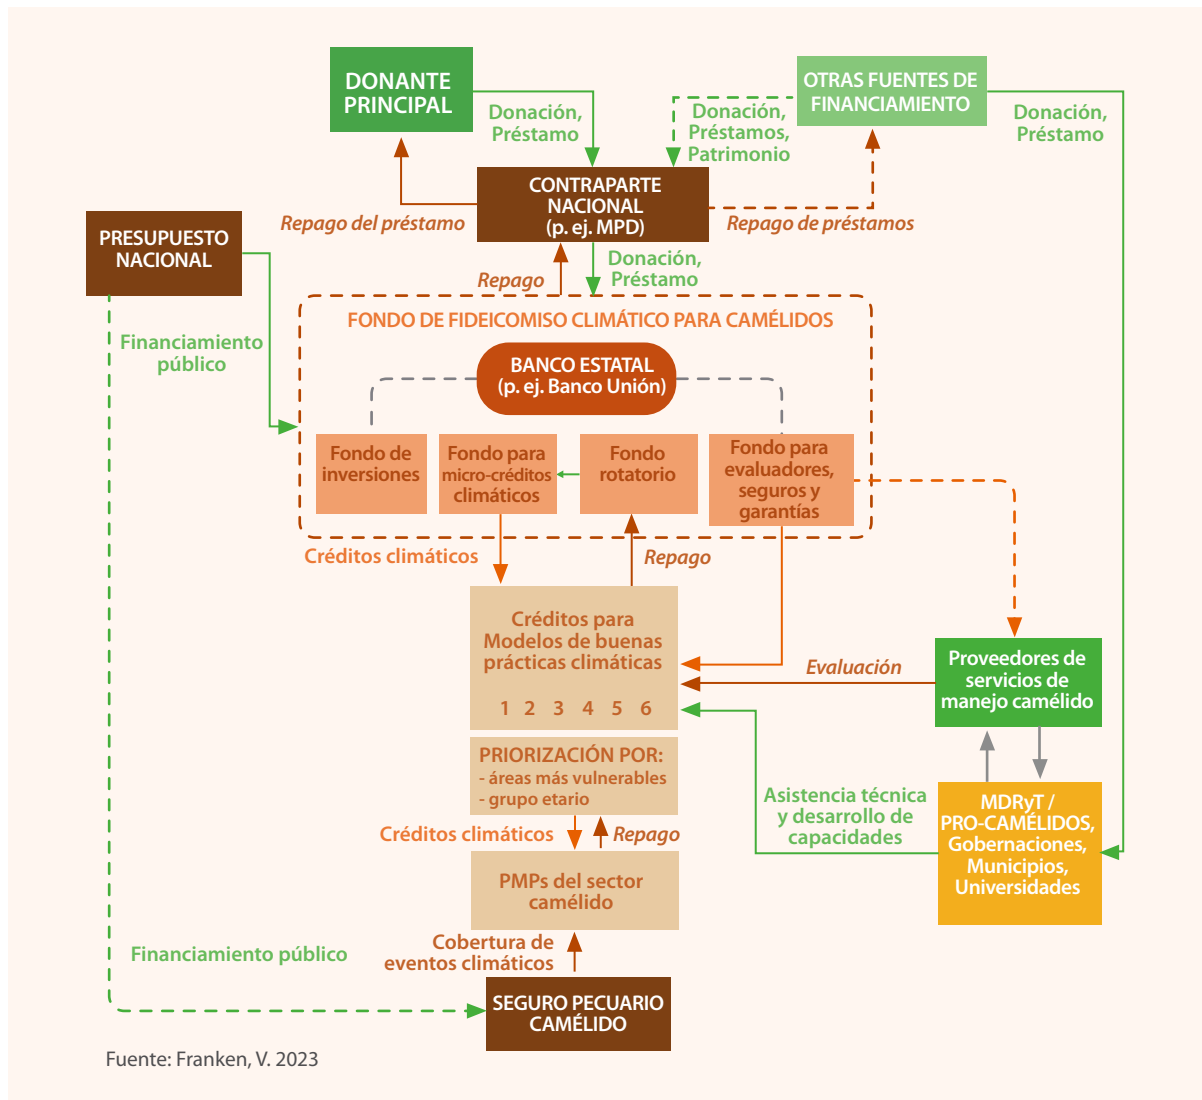 DONANTE
PRINCIPAL
OTRAS FUENTES DE
FINANCIAMIENTO
Donación,
Préstamo
Donación,
Préstamos,
Patrimonio
Donación,
Préstamo
CONTRAPARTE
NACIONAL
(p. ej. MPD)
Repago del préstamo
Repago de préstamos
PRESUPUESTO
NACIONAL
Repago
Donación,
Préstamo
Financiamiento
público
FONDO DE FIDEICOMISO CLIMÁTICO PARA CAMÉLIDOS
BANCO ESTATAL
(p. ej. Banco Unión)
Fondo de
inversiones
Fondo para
micro-créditos
climáticos
Fondo
rotatorio
Fondo para
evaluadores,
seguros y
garantías
Créditos climáticos
Repago
Créditos para
Modelos de buenas
prácticas climáticas
1 2 3 4 5 6
Evaluación
Proveedores de
servicios de
manejo camélido
PRIORIZACIÓN POR:
- áreas más vulnerables
- grupo etario
Asistencia técnica
y desarrollo de
capacidades
MDRyT /
PRO-CAMÉLIDOS,
Gobernaciones,
Municipios,
Universidades
Créditos climáticos
Repago
PMPs del sector
camélido
Cobertura de
eventos climáticos
Financiamiento público
SEGURO PECUARIO
CAMÉLIDO
Fuente: Franken, V. 2023